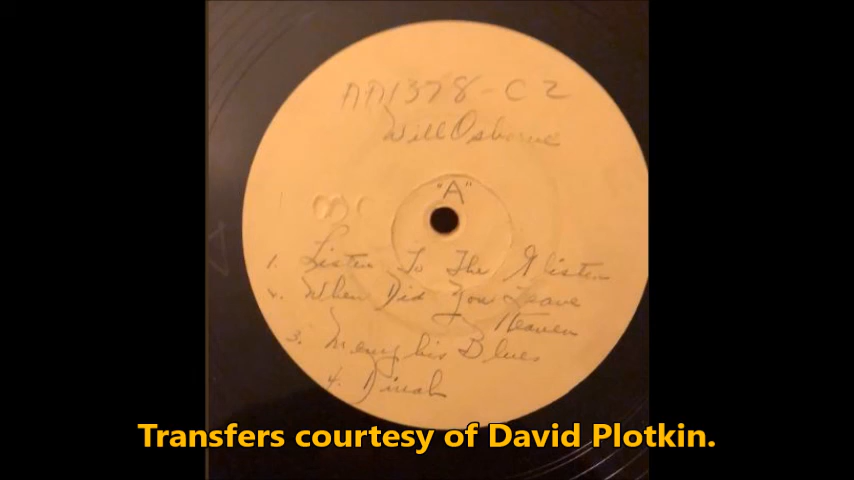 AA1378-C2
Will Osborne
"A"
1. Listen To The Glisten
2. When Did You Leave
Heaven
3. Memphis Blues
4. Dinah
Transfers courtesy of David Plotkin.